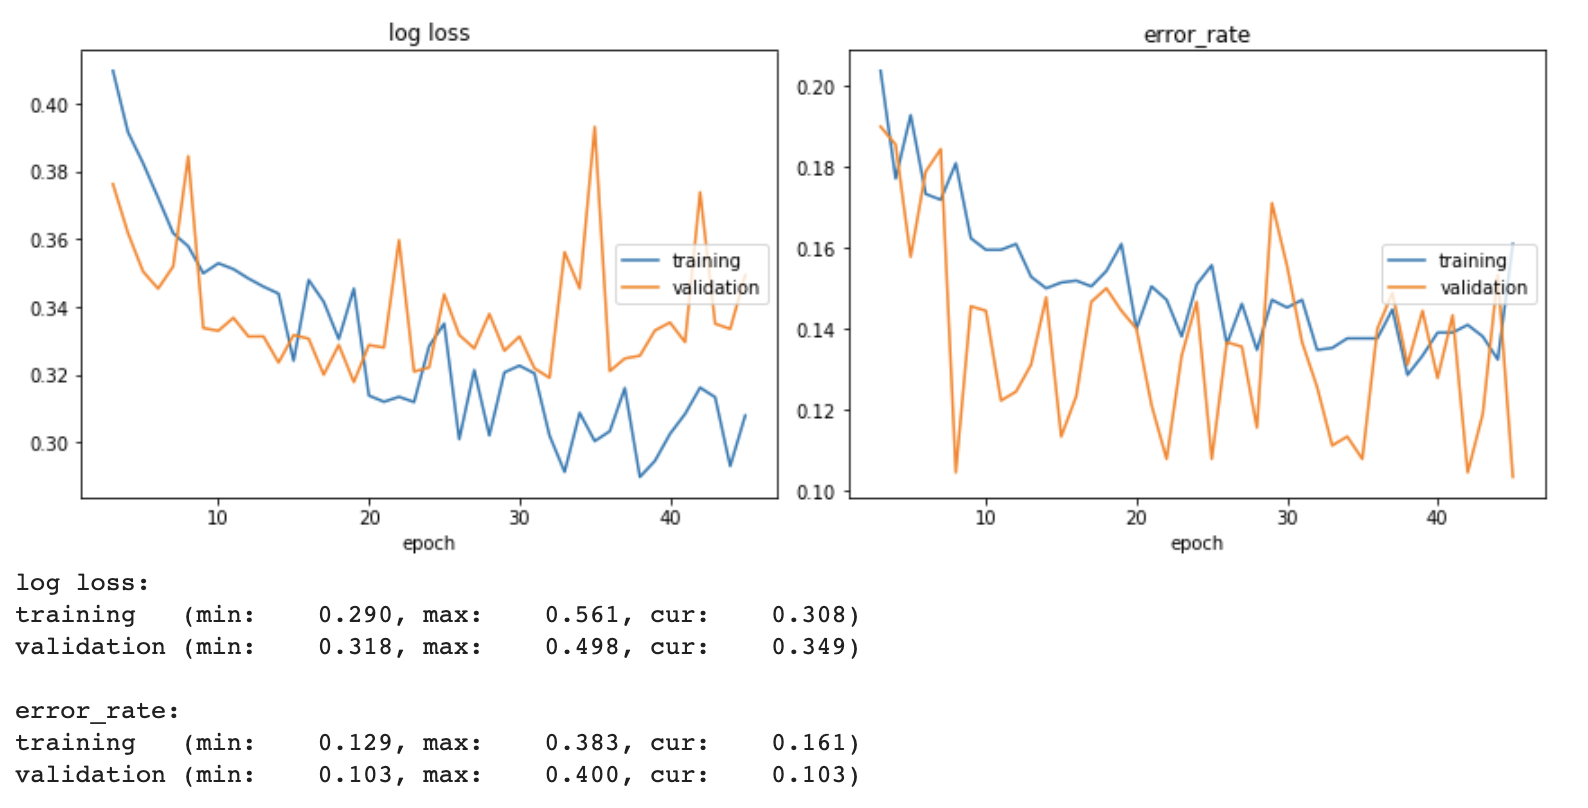 log loss
0.40
0.38
0.36
0.34
0.32
0.30
10 20 30 40
epoch
training
validation
error_rate
0.20
0.18
0.16
0.14
0.12
0.10
10 20 30 40
epoch
training
validation
log loss:
training (min: 0.290, max: 0.561, cur: 0.308)
validation (min: 0.318, max: 0.498, cur: 0.349)
error_rate:
training (min: 0.129, max: 0.383, cur: 0.161)
validation (min: 0.103, max: 0.400, cur: 0.103)